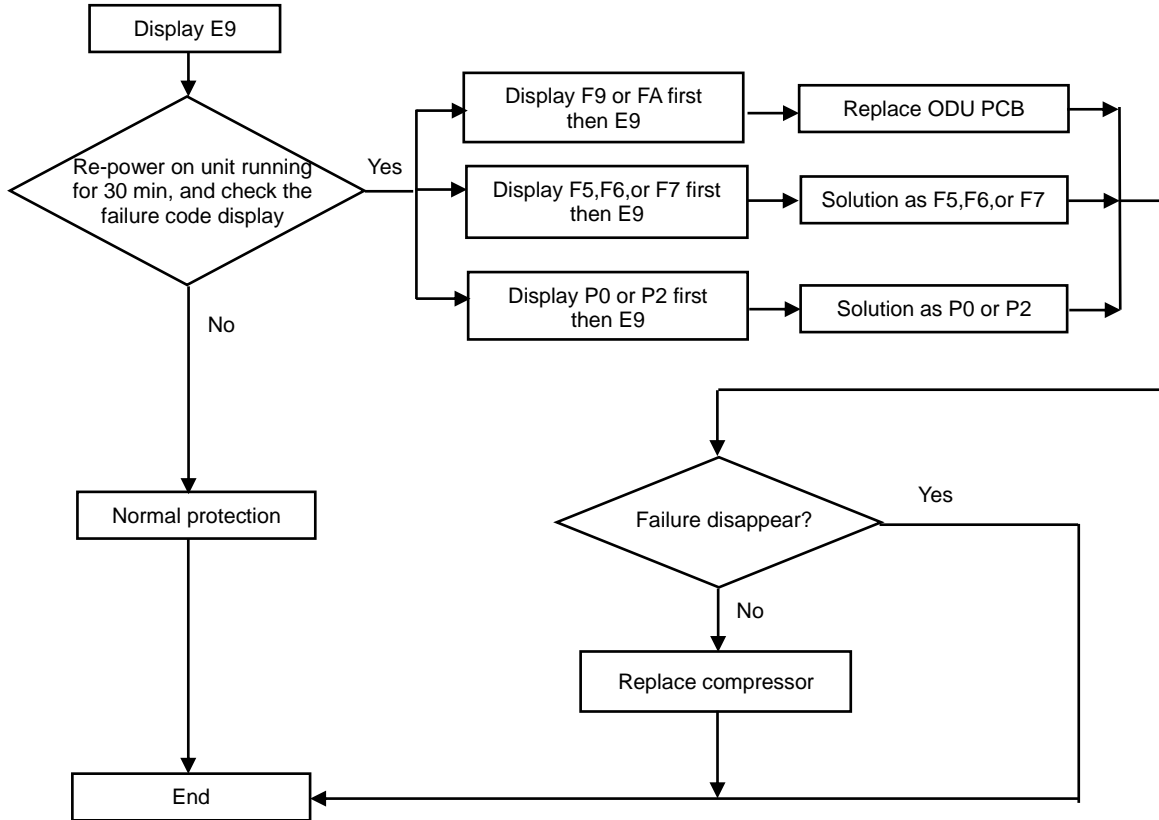 Display E9
Re-power on unit running
for 30 min, and check the
failure code display
Yes
No
Display F9 or FA first
then E9
Replace ODU PCB
Display F5,F6,or F7 first
then E9
Solution as F5,F6,or F7
Display P0 or P2 first
then E9
Solution as P0 or P2
Normal protection
Failure disappear?
Yes
No
Replace compressor
End